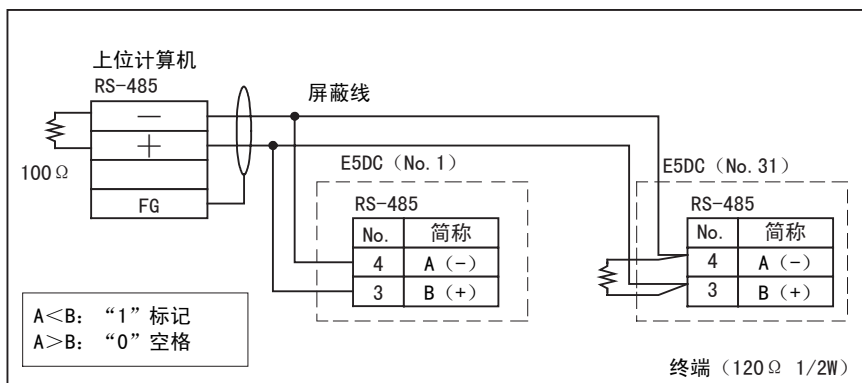 上位计算机
RS-485
－
＋
FG
100Ω
屏蔽线
E5DC（No. 1）
RS-485
No. 简称
4 A（－）
3 B（＋）
E5DC（No. 31）
RS-485
No. 简称
4 A（－）
3 B（＋）
A＜B：“1”标记
A＞B：“0”空格
终端（120Ω 1/2W）